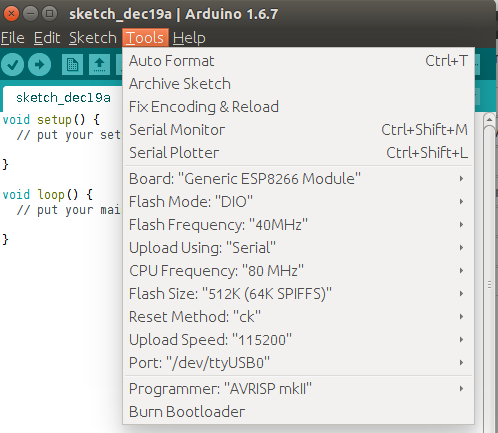 sketch_dec19a | Arduino 1.6.7
File Edit Sketch Tools Help
sketch_dec19a
void setup() {
// put your set
}
void loop() {
// put your mai
}
Auto Format Ctrl+T
Archive Sketch
Fix Encoding & Reload
Serial Monitor Ctrl+Shift+M
Serial Plotter Ctrl+Shift+L
Board: "Generic ESP8266 Module"
Flash Mode: "DIO"
Flash Frequency: "40MHz"
Upload Using: "Serial"
CPU Frequency: "80 MHz"
Flash Size: "512K (64K SPIFFS)"
Reset Method: "ck"
Upload Speed: "115200"
Port: "/dev/ttyUSB0"
Programmer: "AVRISP mkII"
Burn Bootloader